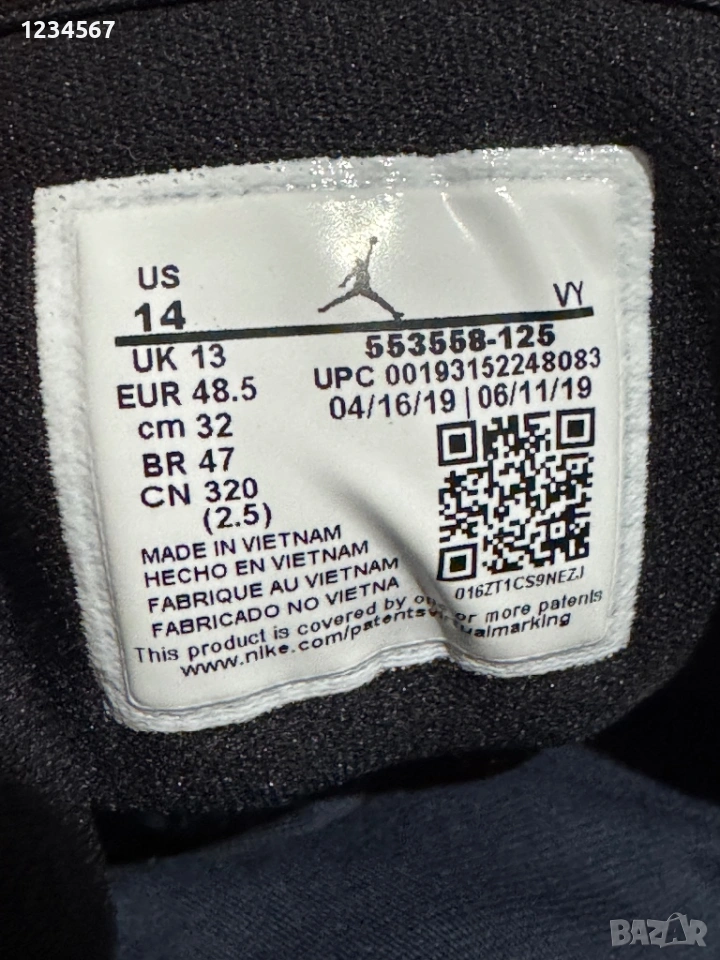 1234567
US
14
VY
UK 13
553558-125
EUR 48.5
UPC 00193152248083
cm 32
04/16/19 | 06/11/19
BR 47
CN 320
(2.5)
MADE IN VIETNAM
HECHO EN VIETNAM
FABRIQUE AU VIETNAM
FABRICADO NO VIETNA
016ZT1CS9NEZJ
This product is covered by or more patents
www.nike.com/patents
BAZAR